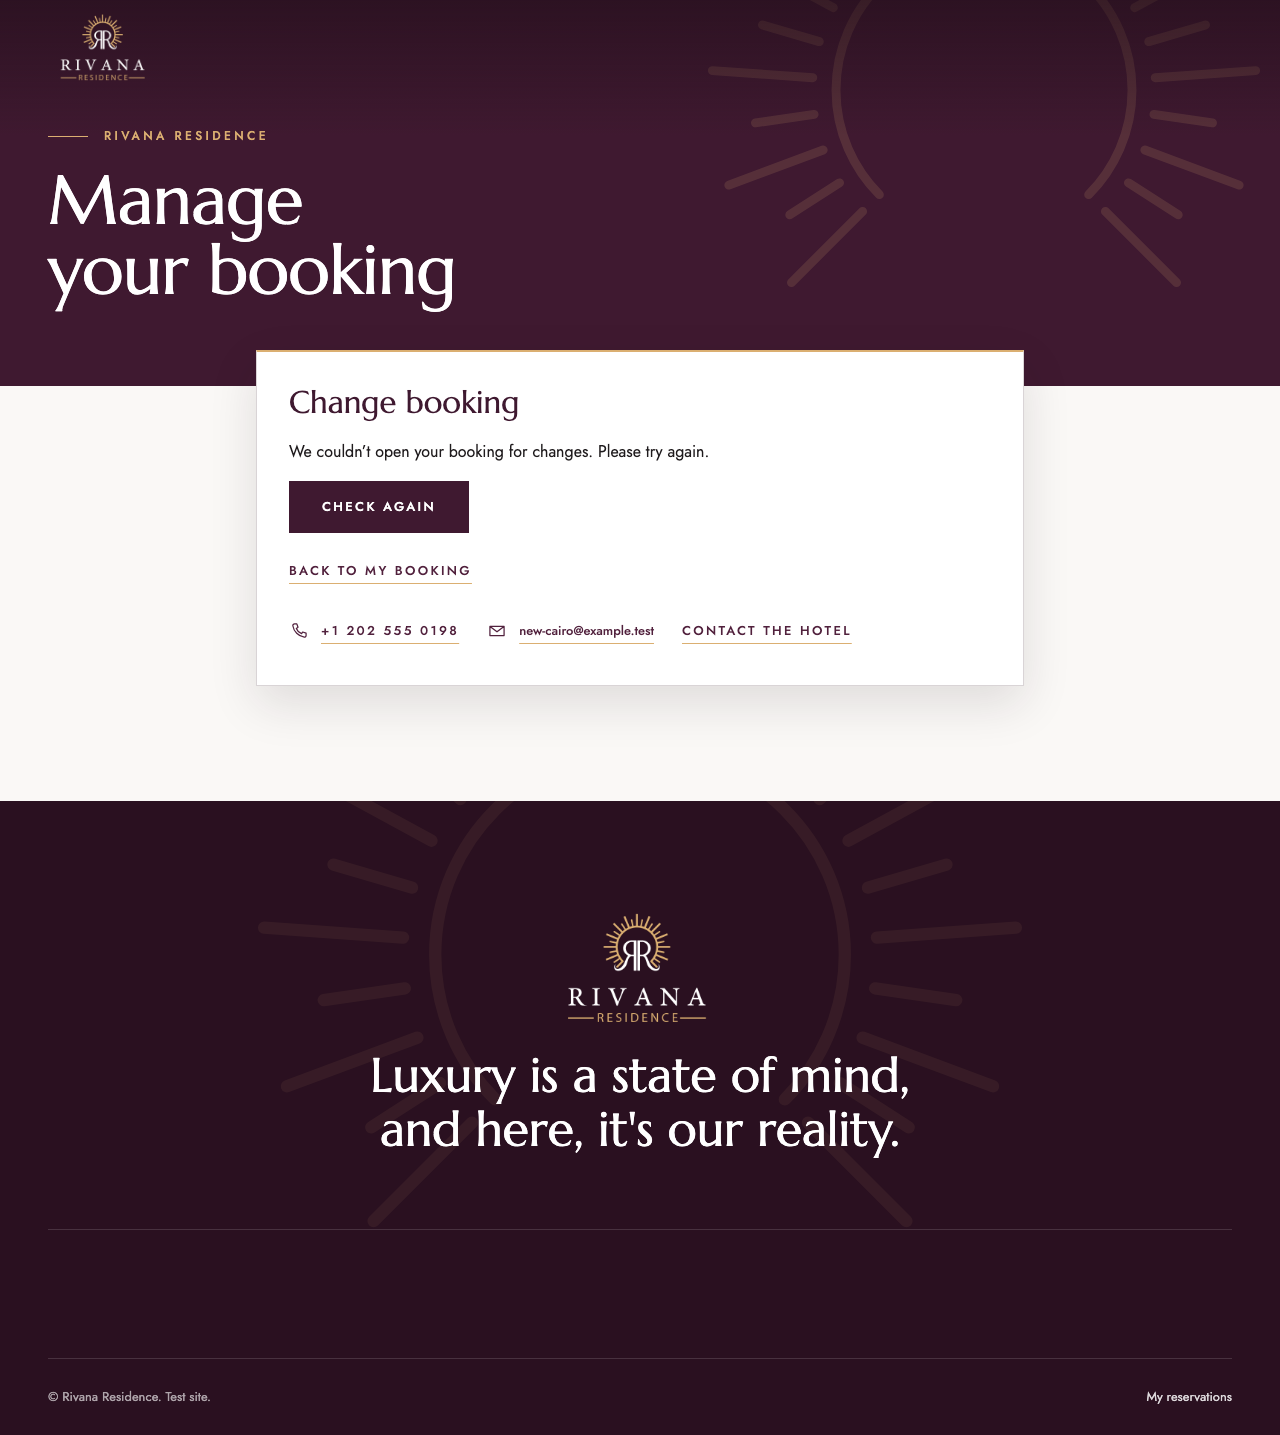 RIVANA
RESIDENCE
RIVANA RESIDENCE
Manage
your booking
Change booking
We couldn’t open your booking for changes. Please try again.
CHECK AGAIN
BACK TO MY BOOKING
+1 202 555 0198 new-cairo@example.test CONTACT THE HOTEL
RIVANA
RESIDENCE
Luxury is a state of mind,
and here, it's our reality.
© Rivana Residence. Test site. My reservations